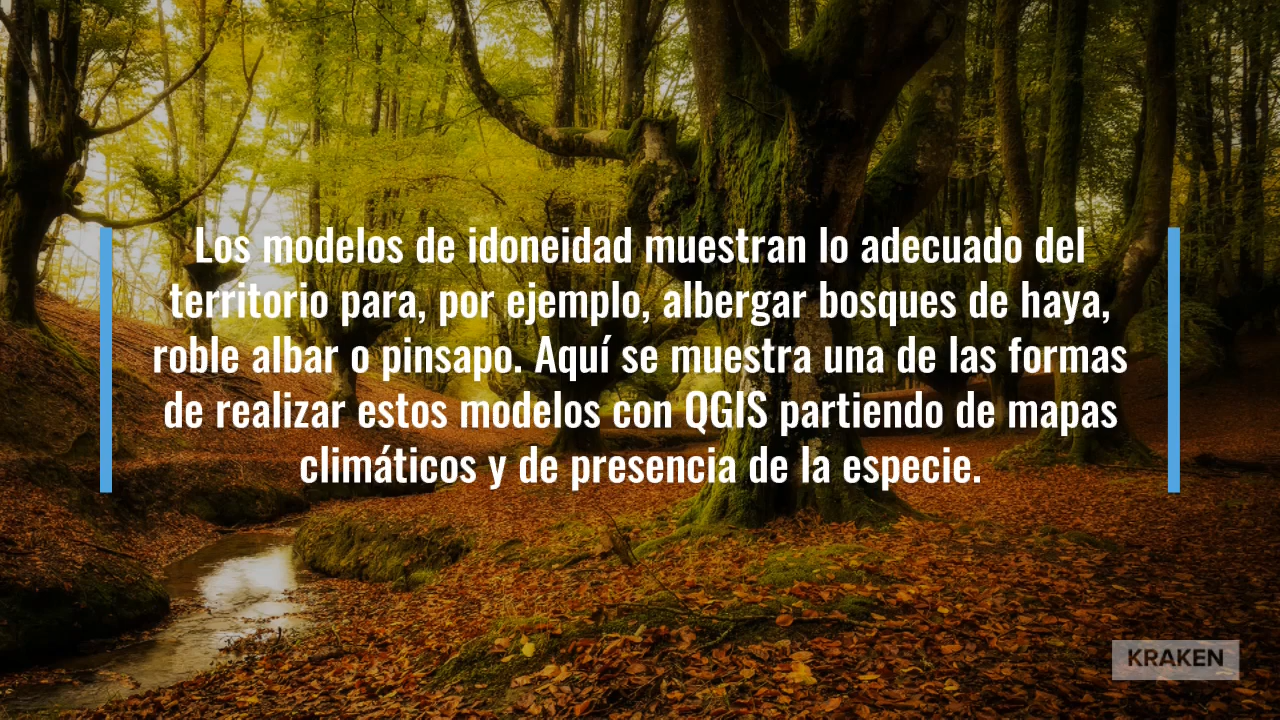 Los modelos de idoneidad muestran lo adecuado del
territorio para, por ejemplo, albergar bosques de haya,
roble albar o pinsapo. Aquí se muestra una de las formas
de realizar estos modelos con QGIS partiendo de mapas
climáticos y de presencia de la especie.
KRAKEN